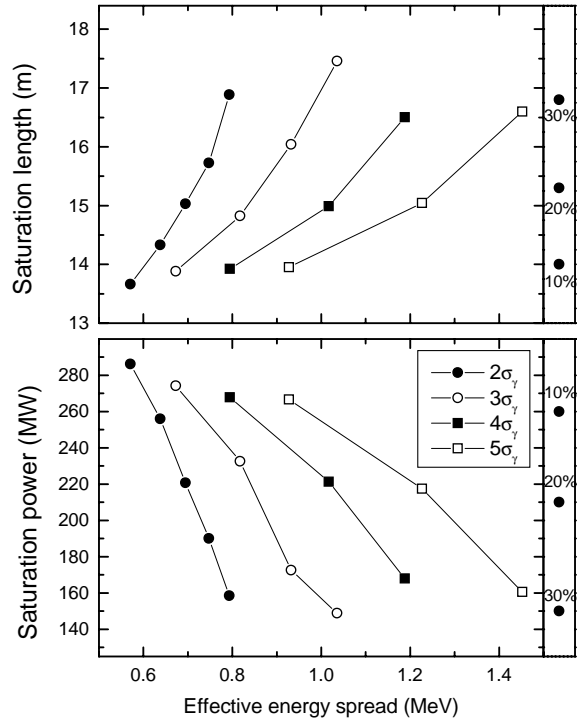 Saturation length (m)
18
17
16
15
14
13
30%
20%
10%
Saturation power (MW)
280
260
240
220
200
180
160
140
2σγ
3σγ
4σγ
5σγ
10%
20%
30%
0.6 0.8 1.0 1.2 1.4
Effective energy spread (MeV)